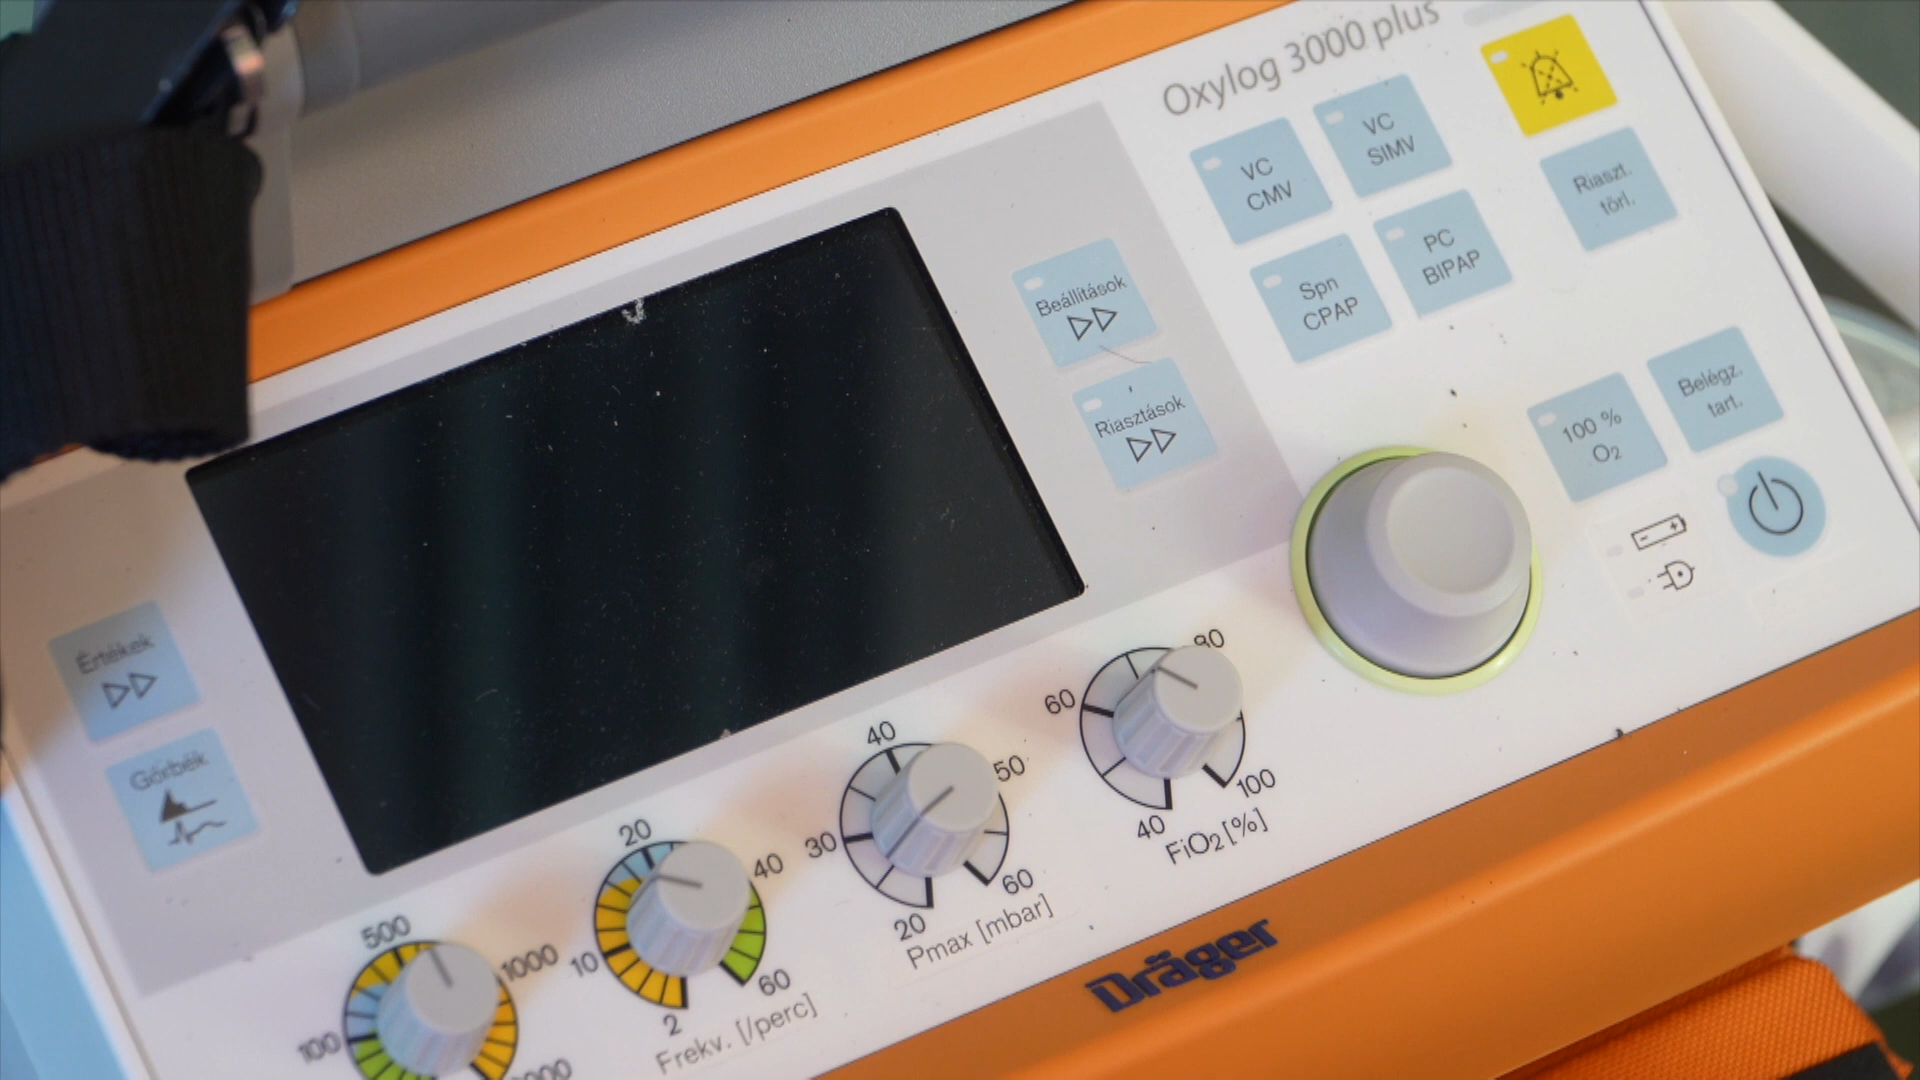 Oxylog 3000 plus
VC
CMV
VC
SIMV
Riaszt.
törl.
Spn
CPAP
PC
BIPAP
Beállítások
Riasztások
100 %
O2
Belégz.
tart.
Értékek
Görbék
500
100
1000
20
10
40
2
60
Frekv. [/perc]
40
30
50
20
60
Pmax [mbar]
60
80
40
100
FiO2 [%]
Dräger